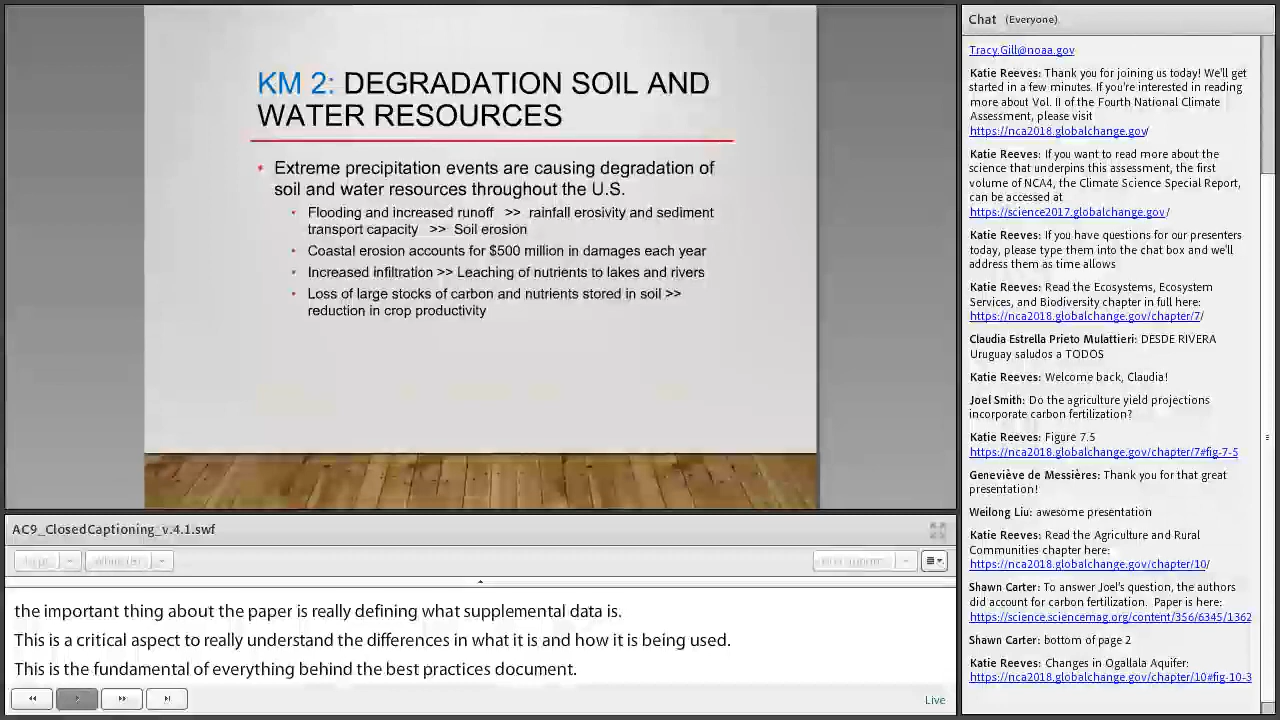 KM 2: DEGRADATION SOIL AND
WATER RESOURCES
• Extreme precipitation events are causing degradation of
soil and water resources throughout the U.S.
• Flooding and increased runoff >> rainfall erosivity and sediment
transport capacity >> Soil erosion
• Coastal erosion accounts for $500 million in damages each year
• Increased infiltration >> Leaching of nutrients to lakes and rivers
• Loss of large stocks of carbon and nutrients stored in soil >>
reduction in crop productivity
AC9_ClosedCaptioning_v.4.1.swf
the important thing about the paper is really defining what supplemental data is.
This is a critical aspect to really understand the differences in what it is and how it is being used.
This is the fundamental of everything behind the best practices document.
Live
Chat (Everyone)
Tracy.Gill@noaa.gov
Katie Reeves: Thank you for joining us today! We'll get
started in a few minutes. If you're interested in reading
more about Vol. II of the Fourth National Climate
Assessment, please visit
https://nca2018.globalchange.gov/
Katie Reeves: If you want to read more about the
science that underpins this assessment, the first
volume of NCA4, the Climate Science Special Report,
can be accessed at
https://science2017.globalchange.gov/
Katie Reeves: If you have questions for our presenters
today, please type them into the chat box and we'll
address them as time allows
Katie Reeves: Read the Ecosystems, Ecosystem
Services, and Biodiversity chapter in full here:
https://nca2018.globalchange.gov/chapter/7/
Claudia Estrella Prieto Mulattieri: DESDE RIVERA
Uruguay saludos a TODOS
Katie Reeves: Welcome back, Claudia!
Joel Smith: Do the agriculture yield projections
incorporate carbon fertilization?
Katie Reeves: Figure 7.5
https://nca2018.globalchange.gov/chapter/7#fig-7-5
Geneviève de Messières: Thank you for that great
presentation!
Weilong Liu: awesome presentation
Katie Reeves: Read the Agriculture and Rural
Communities chapter here:
https://nca2018.globalchange.gov/chapter/10/
Shawn Carter: To answer Joel's question, the authors
did account for carbon fertilization. Paper is here:
https://science.sciencemag.org/content/356/6345/1362
Shawn Carter: bottom of page 2
Katie Reeves: Changes in Ogallala Aquifer:
https://nca2018.globalchange.gov/chapter/10#fig-10-3